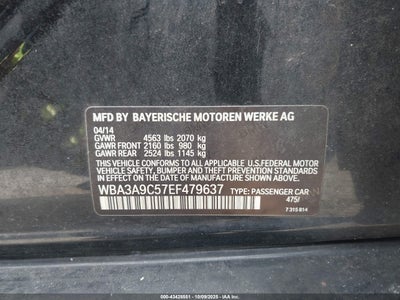 MFD BY BAYERISCHE MOTOREN WERKE AG
04/14
GVWR 4563 lbs 2070 kg
GAWR FRONT 2160 lbs 980 kg
GAWR REAR 2524 lbs 1145 kg
THIS VEHICLE CONFORMS TO ALL APPLICABLE U.S.FEDERAL MOTOR
VEHICLE SAFETY, BUMPER, AND THEFT PREVENTION STANDARDS IN
EFFECT ON THE DATE OF MANUFACTURE SHOWN ABOVE.
WBA3A9C57EF479637 TYPE: PASSENGER CAR
475/
7 315 814
000-43428551 - 10/09/2025 -